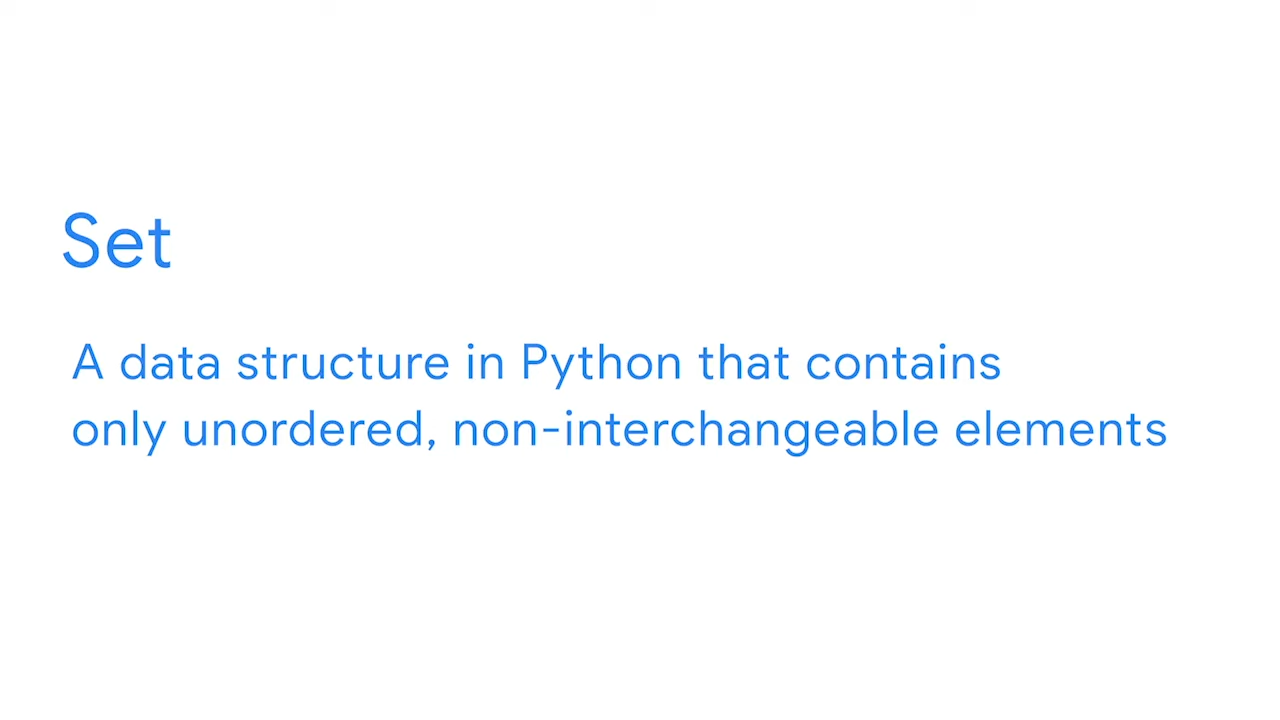 Set
A data structure in Python that contains
only unordered, non-interchangeable elements